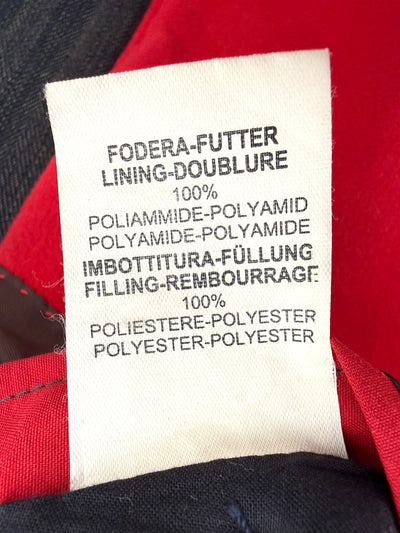 FODERA-FUTTER
LINING-DOUBLURE
100%
POLIAMMIDE-POLYAMID
POLYAMIDE-POLYAMIDE
IMBOTTITURA-FÜLLUNG
FILLING-REMBOURRAGE
100%
POLIESTERE-POLYESTER
POLYESTER-POLYESTER